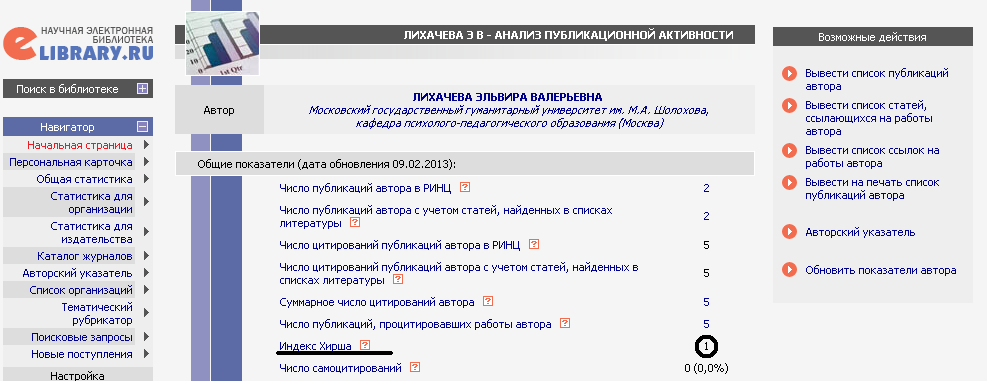 НАУЧНАЯ ЭЛЕКТРОННАЯ
БИБЛИОТЕКА
eLIBRARY.RU
Поиск в библиотеке
Навигатор
Начальная страница
Персональная карточка
Общая статистика
Статистика для
организации
Статистика для
издательства
Каталог журналов
Авторский указатель
Список организаций
Тематический
рубрикатор
Поисковые запросы
Новые поступления
Настройка
20
10
0
1st Qtr
ЛИХАЧЕВА Э В - АНАЛИЗ ПУБЛИКАЦИОННОЙ АКТИВНОСТИ
Автор
ЛИХАЧЕВА ЭЛЬВИРА ВАЛЕРЬЕВНА
Московский государственный гуманитарный университет им. М.А. Шолохова,
кафедра психолого-педагогического образования (Москва)
Общие показатели (дата обновления 09.02.2013):
Число публикаций автора в РИНЦ ? 2
Число публикаций автора с учетом статей, найденных в списках
литературы ? 2
Число цитирований публикаций автора в РИНЦ ? 5
Число цитирований публикаций автора с учетом статей, найденных в
списках литературы ? 5
Суммарное число цитирований автора ? 5
Число публикаций, процитировавших работы автора ? 5
Индекс Хирша ? 1
Число самоцитирований ? 0 (0,0%)
Возможные действия
Вывести список публикаций
автора
Вывести список статей,
ссылающихся на работы
автора
Вывести список ссылок на
работы автора
Вывести на печать список
публикаций автора
Авторский указатель
Обновить показатели автора